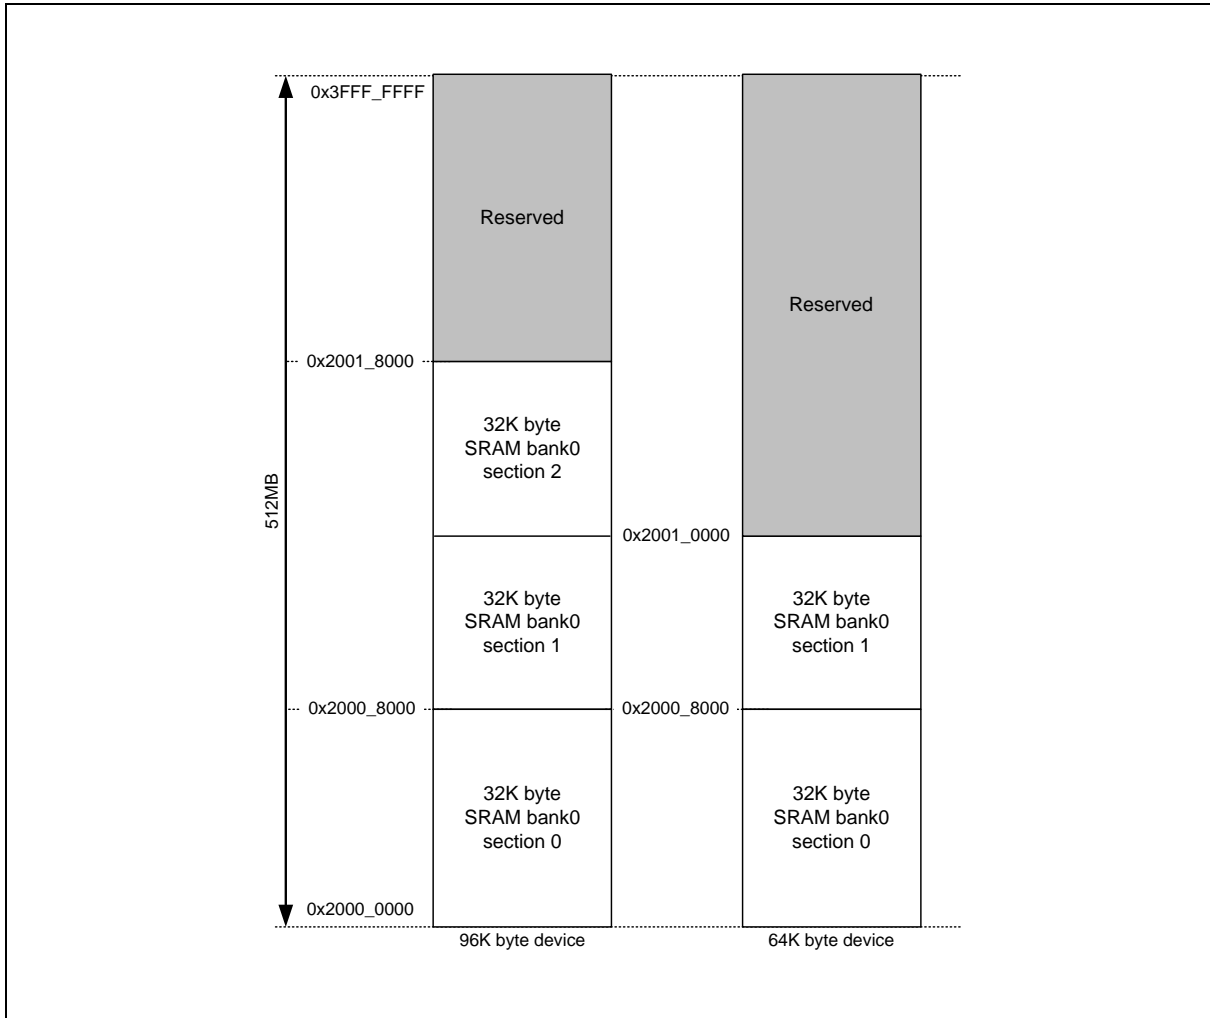 0x3FFF_FFFF
Reserved
Reserved
0x2001_8000
32K byte
SRAM bank0
section 2
512MB
0x2001_0000
32K byte
SRAM bank0
section 1
32K byte
SRAM bank0
section 1
0x2000_8000
0x2000_8000
32K byte
SRAM bank0
section 0
32K byte
SRAM bank0
section 0
0x2000_0000
96K byte device
64K byte device